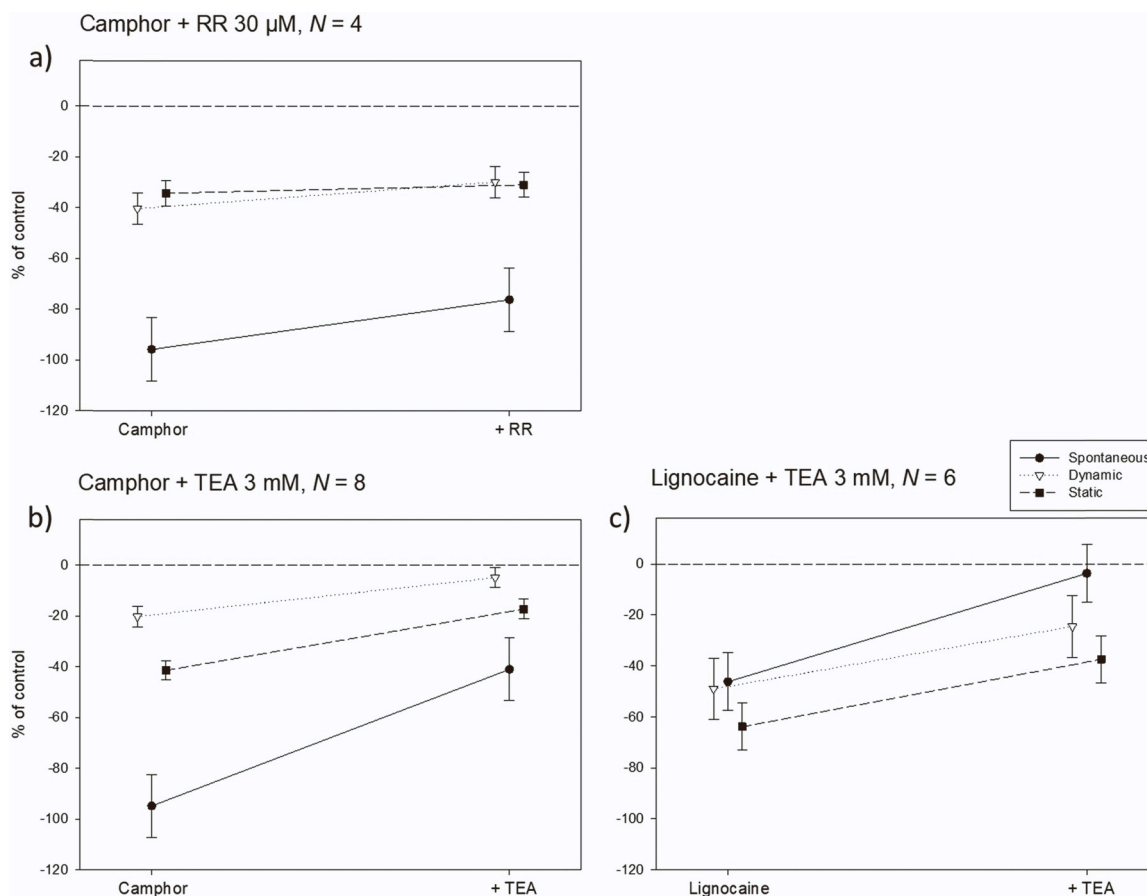 Camphor + RR 30 µM, N = 4
a)
0
-20
-40
-60
-80
-100
-120
% of control
Camphor
+ RR
Spontaneous
Dynamic
Static
Camphor + TEA 3 mM, N = 8
b)
0
-20
-40
-60
-80
-100
-120
% of control
Camphor
+ TEA
Lignocaine + TEA 3 mM, N = 6
c)
0
-20
-40
-60
-80
-100
-120
Lignocaine
+ TEA